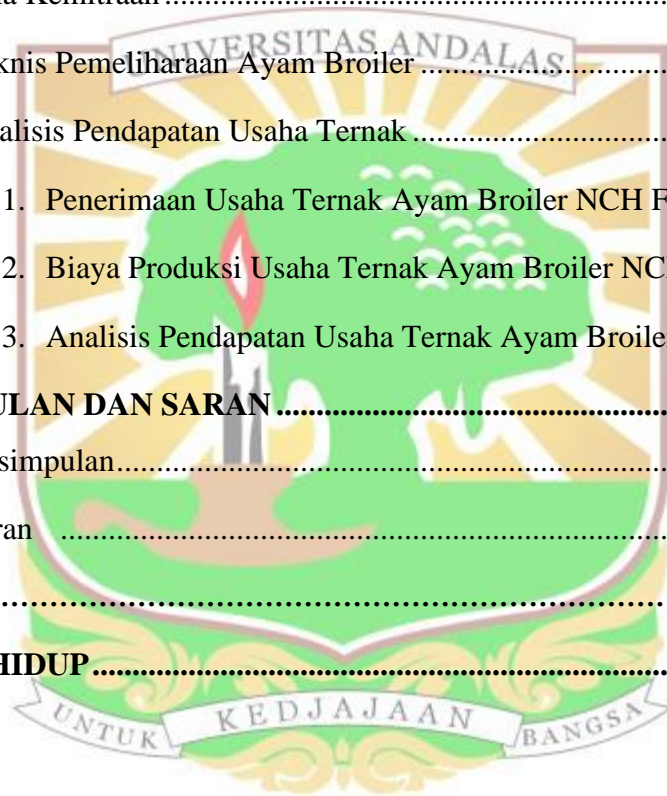 la Kemitraan ........................................................
UNIVERSITAS ANDALAS
knis Pemeliharaan Ayam Broiler ........................................
alisis Pendapatan Usaha Ternak ........................................
1. Penerimaan Usaha Ternak Ayam Broiler NCH F
2. Biaya Produksi Usaha Ternak Ayam Broiler NC
3. Analisis Pendapatan Usaha Ternak Ayam Broile
ULAN DAN SARAN ........................................................
simpulan ........................................................
ran ........................................................
........................................................
HIDUP ........................................................
UNTUK KEDJAJAAN BANGSA